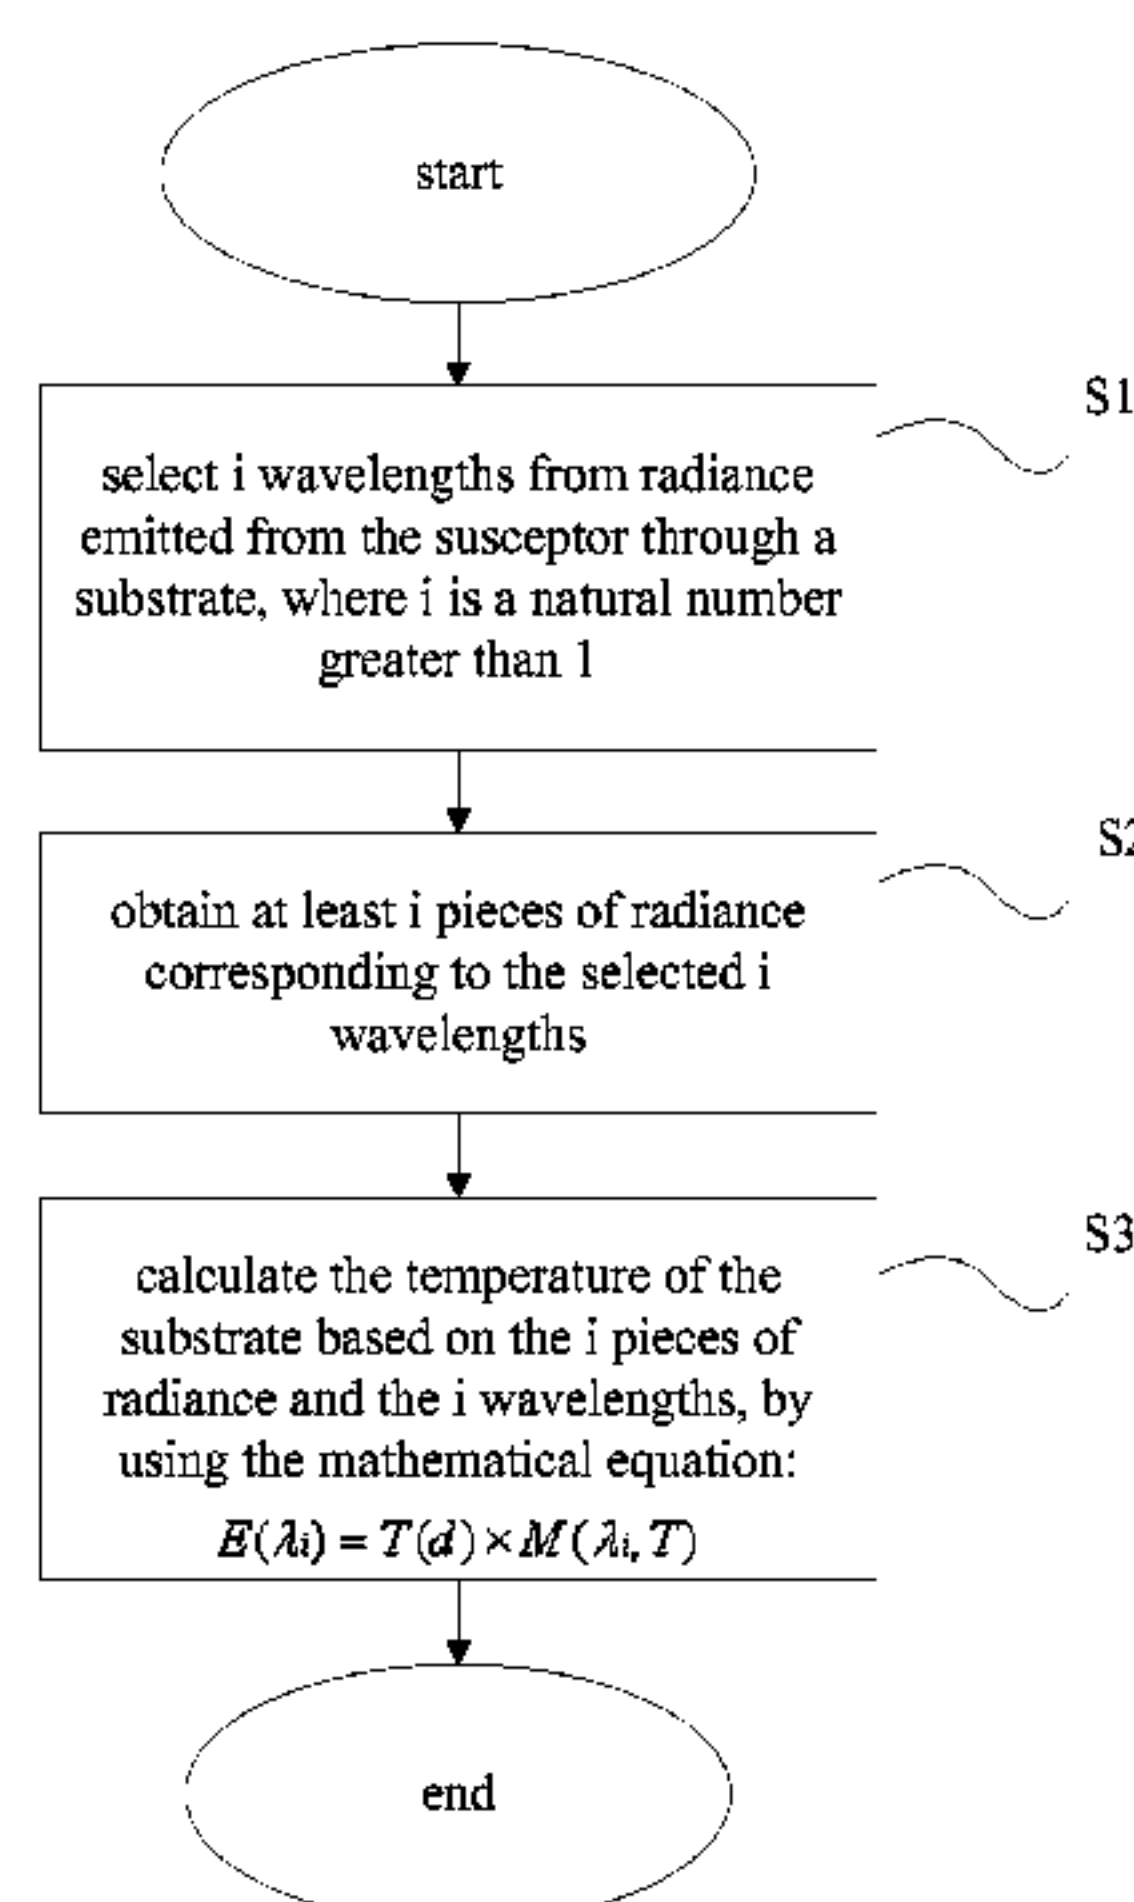 start
S1
select i wavelengths from radiance
emitted from the susceptor through a
substrate, where i is a natural number
greater than 1
S2
obtain at least i pieces of radiance
corresponding to the selected i
wavelengths
S3
calculate the temperature of the
substrate based on the i pieces of
radiance and the i wavelengths, by
using the mathematical equation:
E(λi) = T(d) × M(λi, T)
end